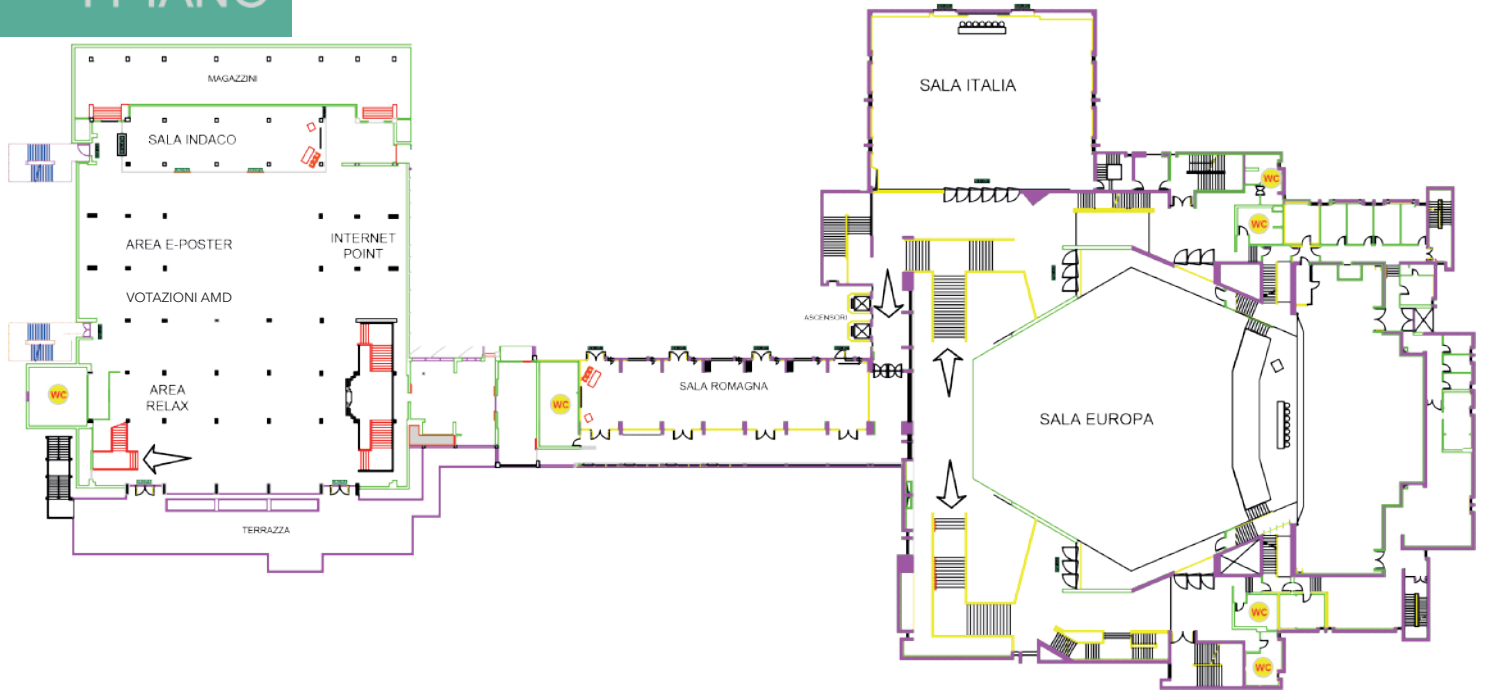 PIANO
MAGAZZINI
SALA INDACO
AREA E-POSTER
INTERNET
POINT
VOTAZIONI AMD
AREA
RELAX
WC
TERRAZZA
WC
SALA ROMAGNA
ASCENSORI
SALA ITALIA
WC
WC
SALA EUROPA
WC
WC